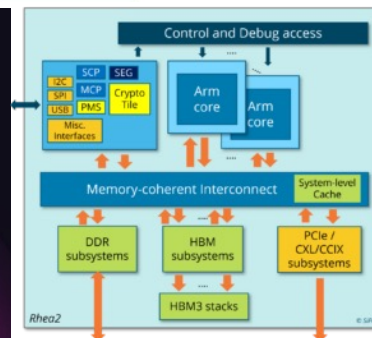 Control and Debug access
SCP
SEG
I2C
MCP
Crypto
Tile
SPI
PMS
USB
Misc.
Interfaces
....
Arm
core
Arm
core
....
Memory-coherent Interconnect
System-level
Cache
....
DDR
subsystems
HBM
subsystems
PCIe /
CXL/CCIX
subsystems
....
HBM3 stacks
Rhea2